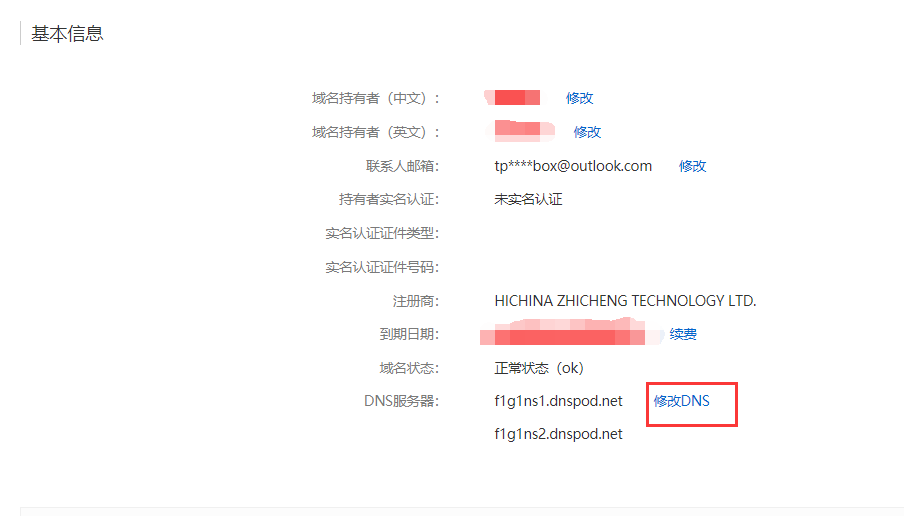 基本信息
域名持有者（中文）： 修改
域名持有者（英文）： 修改
联系人邮箱： tp****box@outlook.com 修改
持有者实名认证： 未实名认证
实名认证证件类型：
实名认证证件号码：
注册商： HICHINA ZHICHENG TECHNOLOGY LTD.
到期日期： 续费
域名状态： 正常状态（ok）
DNS服务器： f1g1ns1.dnspod.net 修改DNS
f1g1ns2.dnspod.net